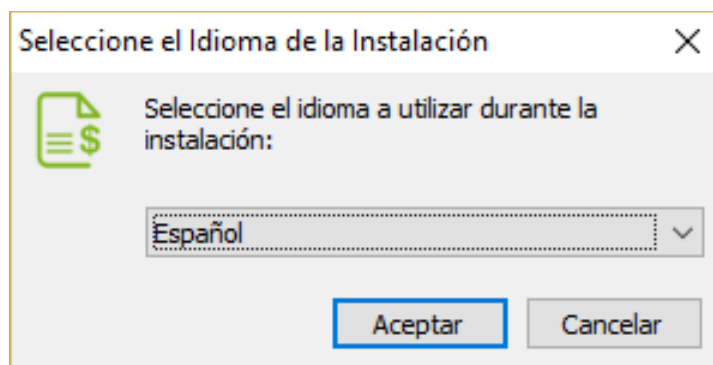 Seleccione el Idioma de la Instalación
Seleccione el idioma a utilizar durante la
instalación:
$
Español
Aceptar
Cancelar